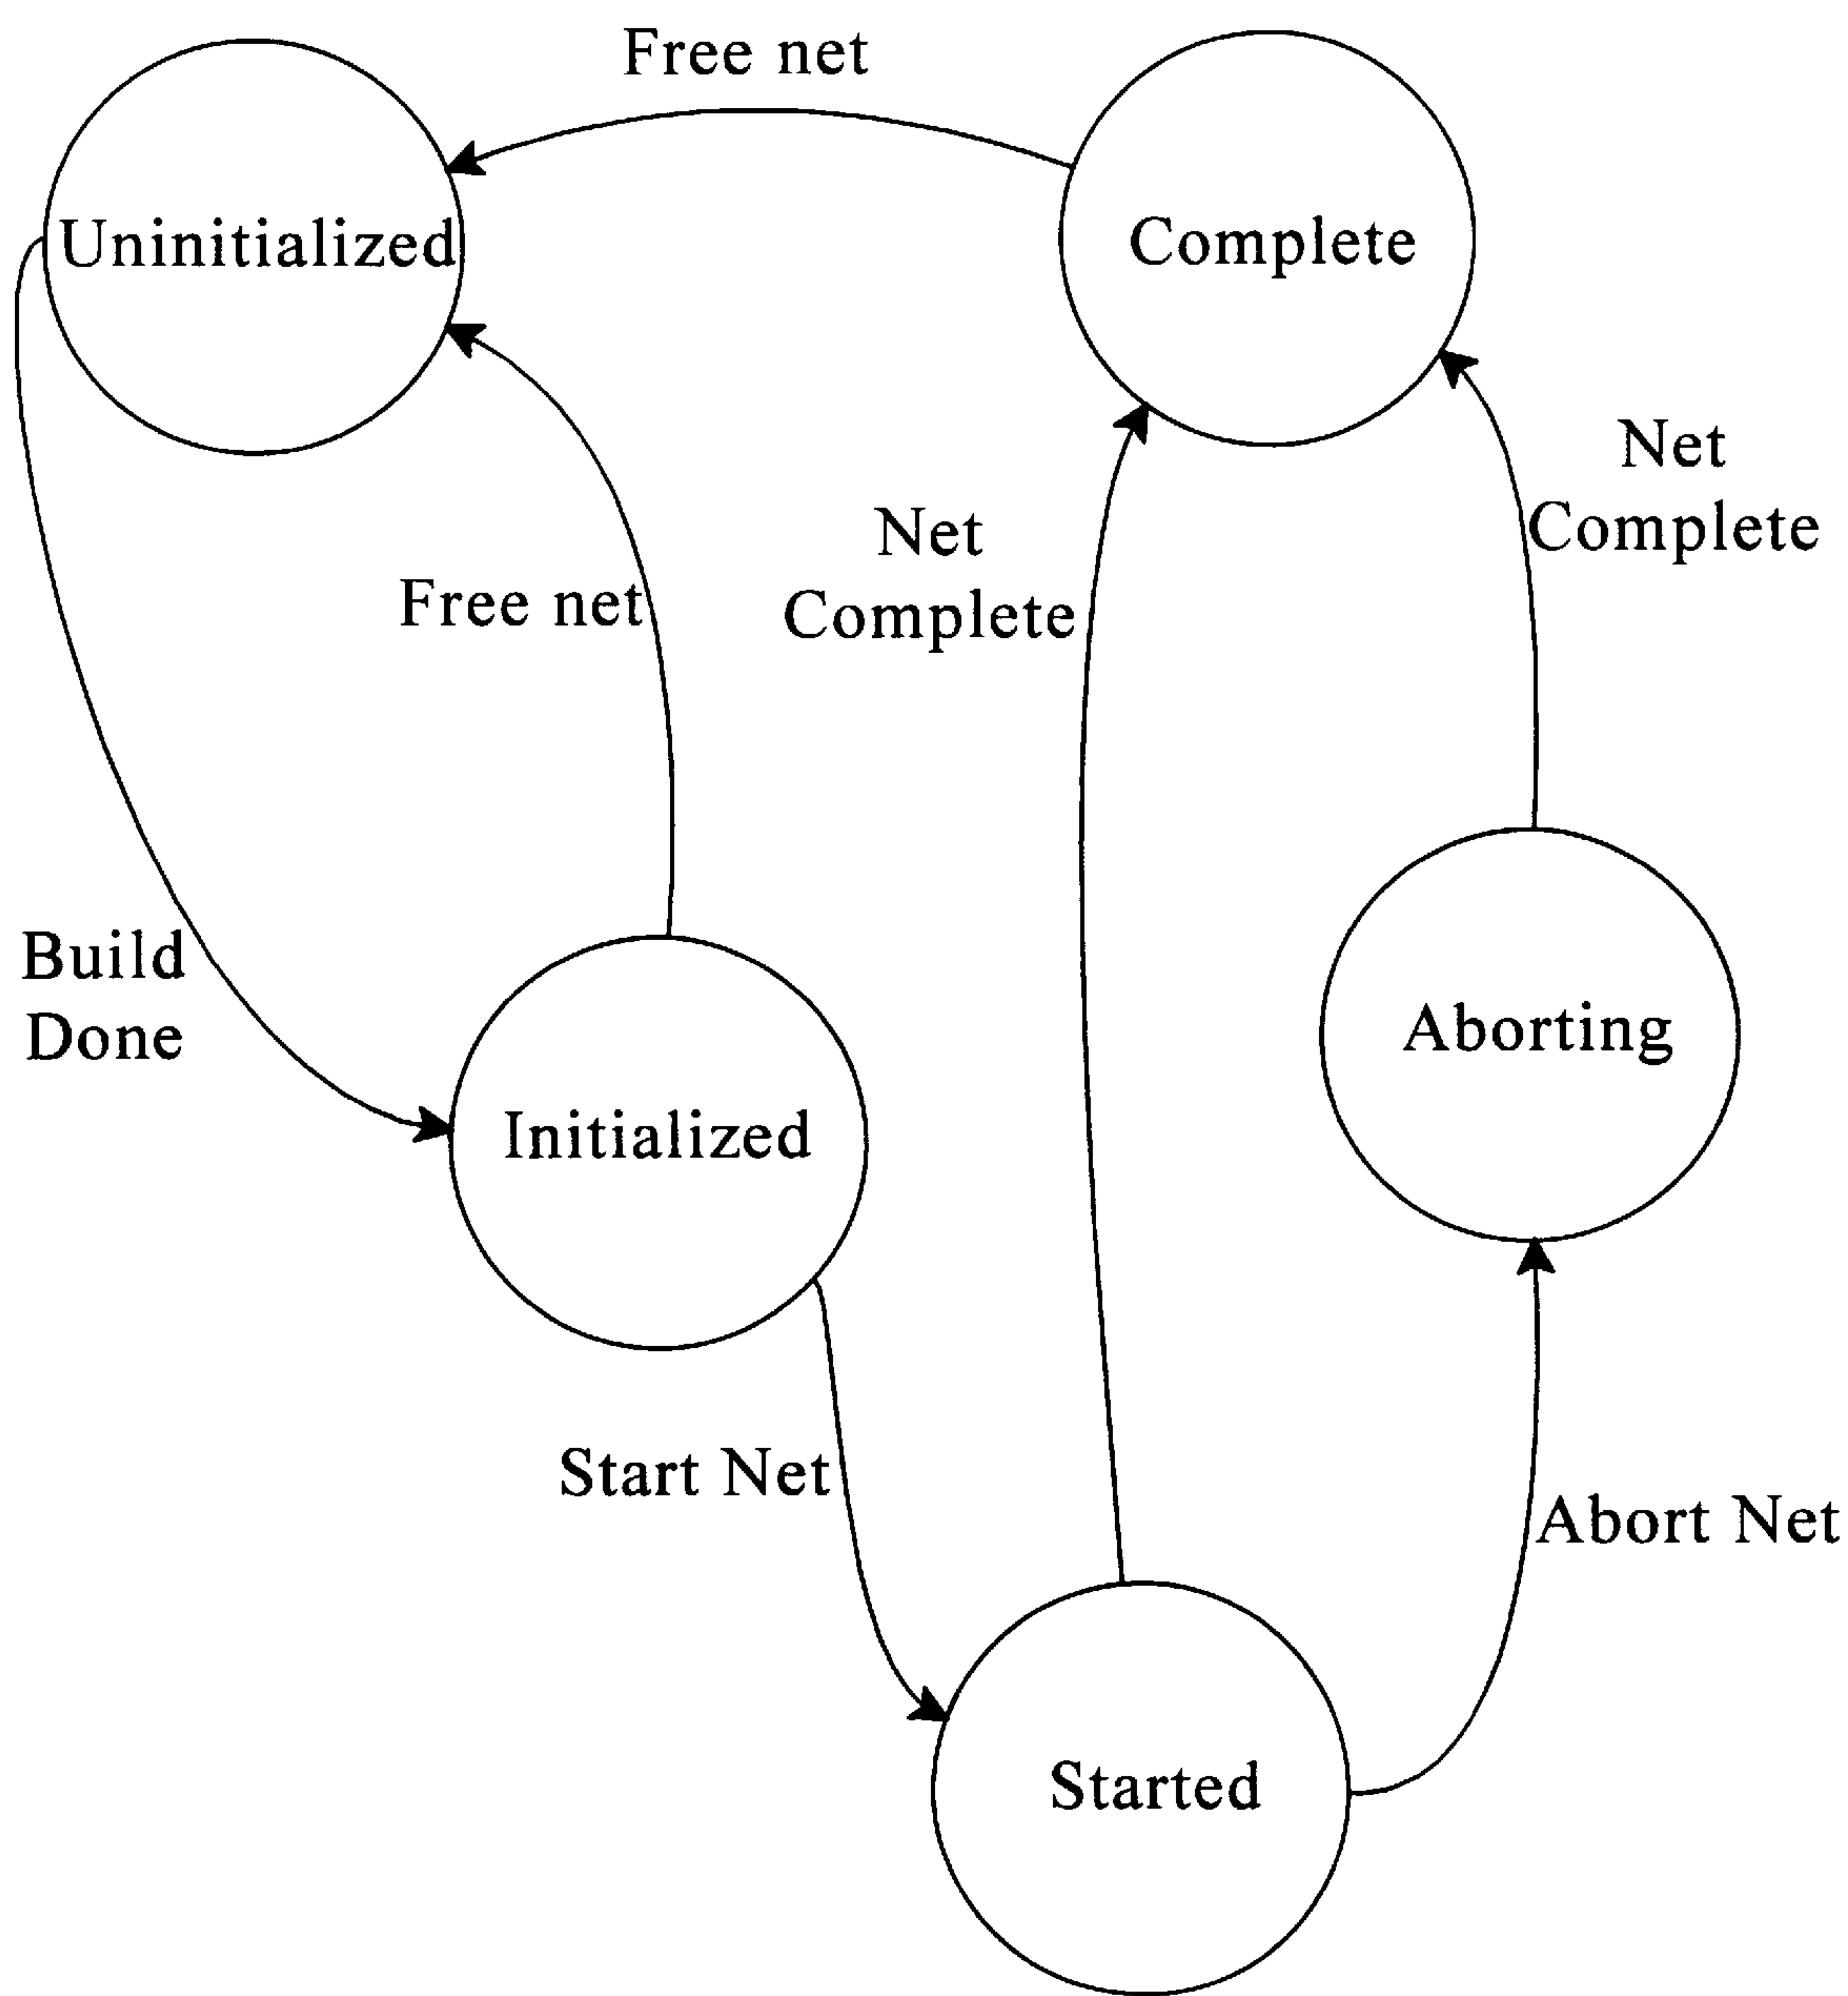 Free net
Uninitialized
Complete
Net
Complete
Net
Complete
Free net
Build
Done
Aborting
Initialized
Start Net
Abort Net
Started